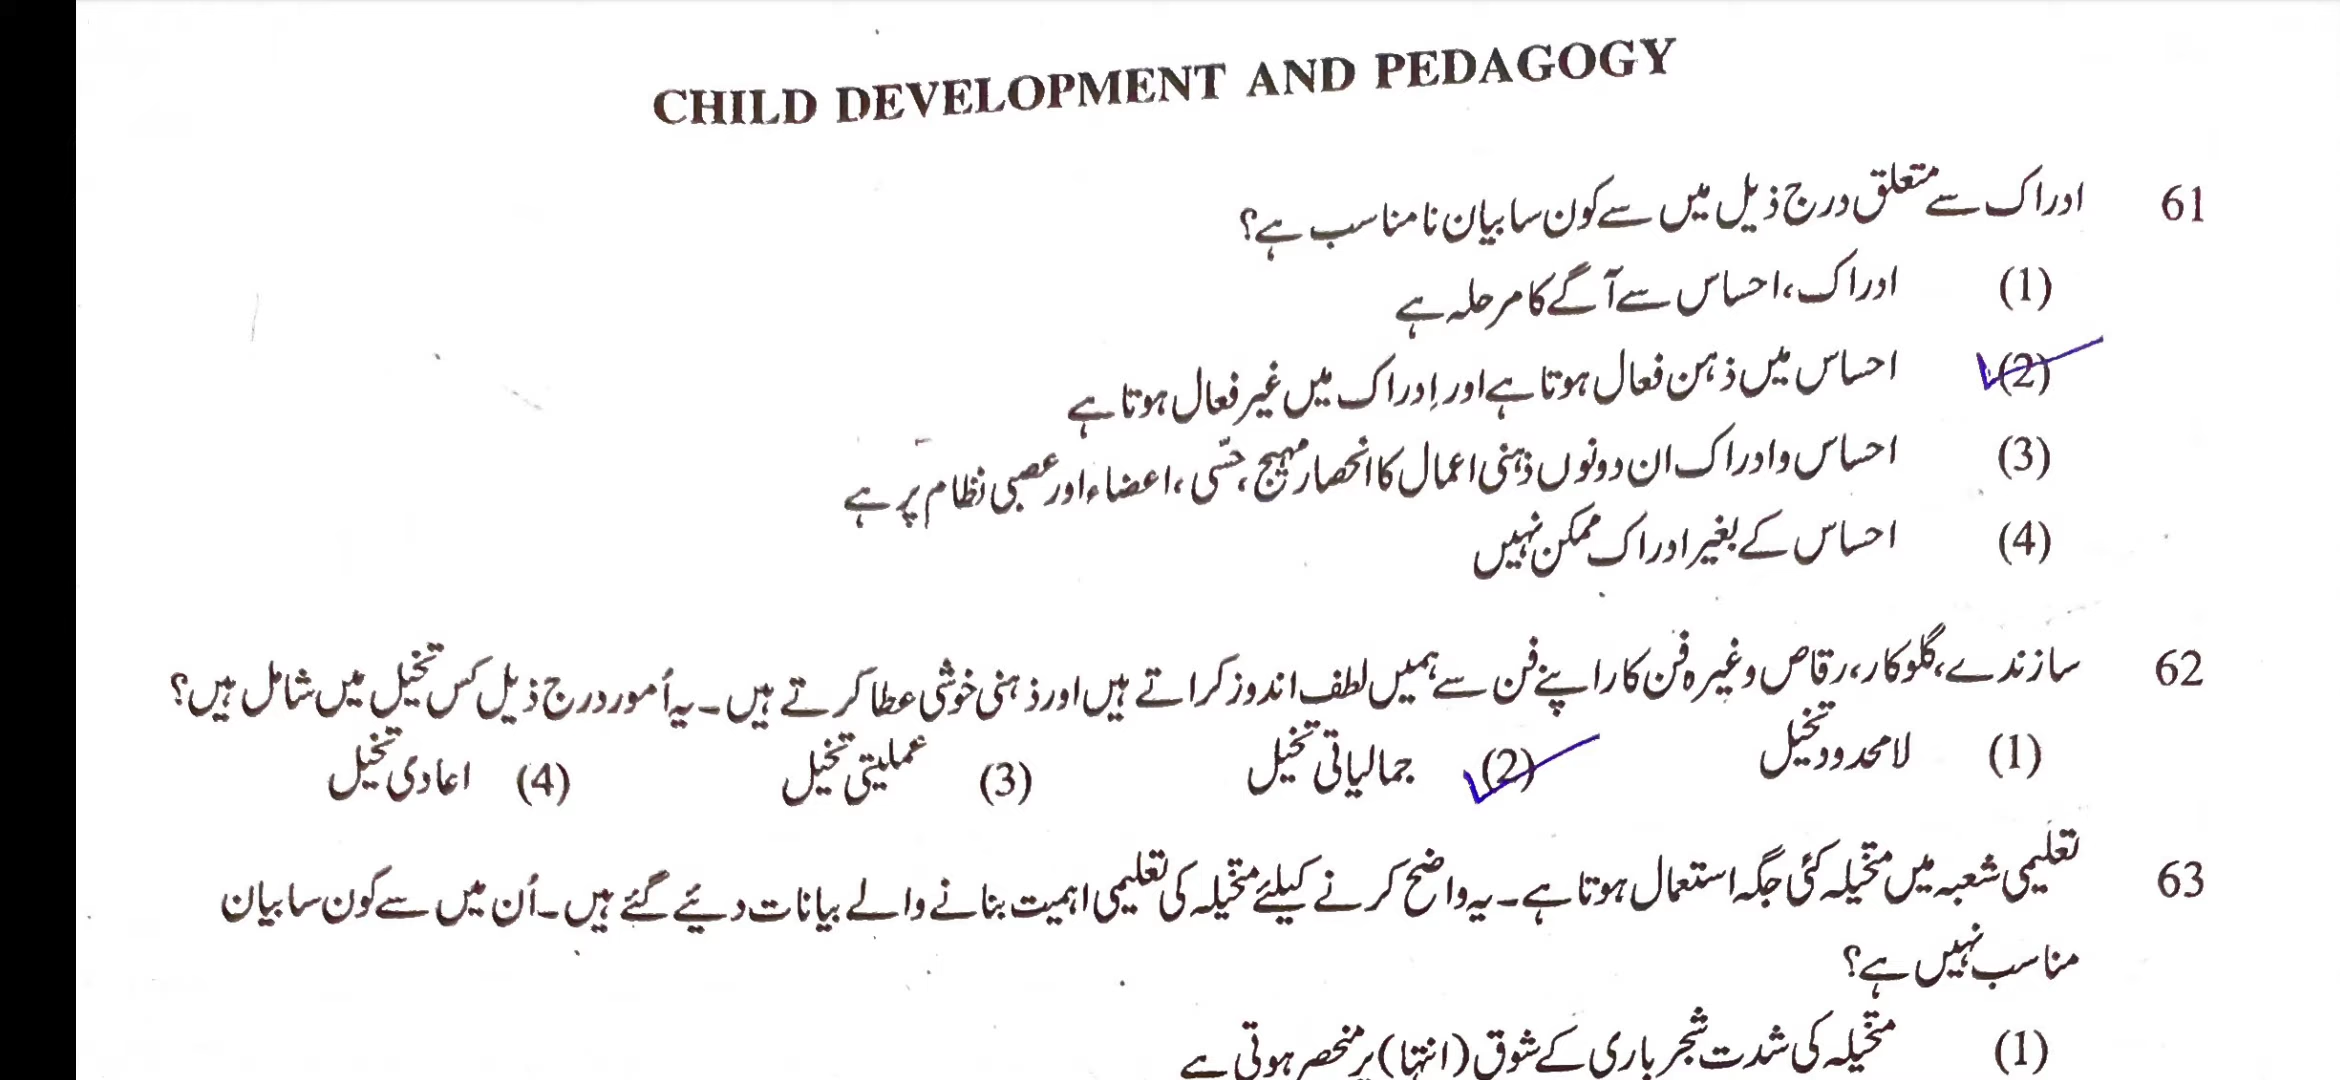 CHILD DEVELOPMENT AND PEDAGOGY
61 ادراک سے متعلق درج ذیل میں سے کون سا بیان نا مناسب ہے؟
(1) ادراک، احساس سے آگے کا مرحلہ ہے
(2) احساس میں ذہن فعال ہوتا ہے اور اِدراک میں غیر فعال ہوتا ہے
(3) احساس و ادراک ان دونوں ذہنی اعمال کا انحصار مہیج، حسّی، اعضاء اور عصبی نظام پر ہے
(4) احساس کے بغیر ادراک ممکن نہیں
62 سازندے، گلوکار، رقاص وغیرہ فن کار اپنے فن سے ہمیں لطف اندوز کراتے ہیں اور ذہنی خوشی عطا کرتے ہیں۔ یہ اُمور درج ذیل کس تخیل میں شامل ہیں؟
(1) لا محدود تخیل (2) جمالیاتی تخیل (3) عملیتی تخیل (4) اعادی تخیل
63 تعلیمی شعبہ میں متخیلہ کئی جگہ استعمال ہوتا ہے۔ یہ واضح کرنے کیلئے متخیلہ کی تعلیمی اہمیت بنانے والے بیانات دیئے گئے ہیں۔ اُن میں سے کون سا بیان
مناسب نہیں ہے؟
(1) متخیلہ کی شدت شجر باری کے شوق (انتہا) پر منحصر ہوتی ہے